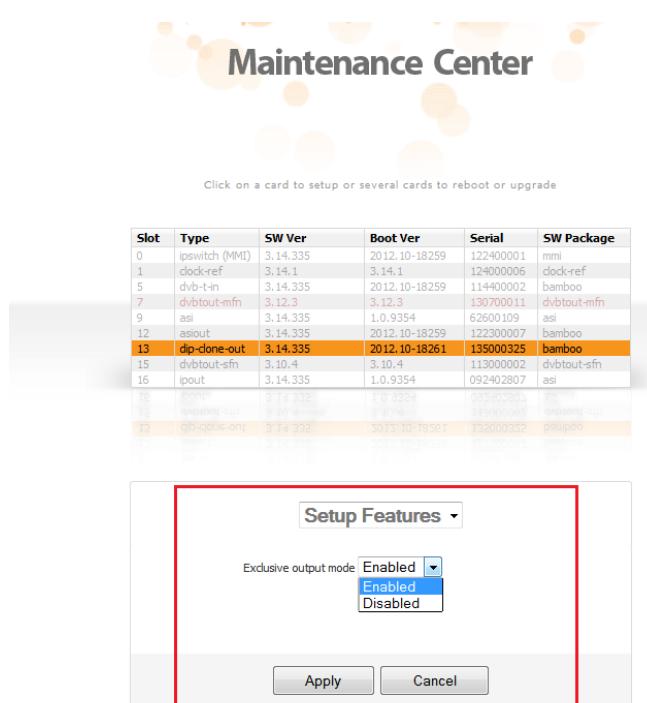 Maintenance Center
Click on a card to setup or several cards to reboot or upgrade
Slot Type SW Ver Boot Ver Serial SW Package
0 ipswitch (MMI) 3.14.335 2012.10-18259 122400001 mmi
1 clock-ref 3.14.1 3.14.1 124000006 clock-ref
5 dvb-t-in 3.14.335 2012.10-18259 114400002 bamboo
7 dvbtout-mfn 3.12.3 3.12.3 130700011 dvbtout-mfn
9 asi 3.14.335 1.0.9354 62600109 asi
12 asiout 3.14.335 2012.10-18259 122300007 bamboo
13 dip-clone-out 3.14.335 2012.10-18261 135000325 bamboo
15 dvbtout-sfn 3.10.4 3.10.4 113000002 dvbtout-sfn
16 ipout 3.14.335 1.0.9354 092402807 asi
Setup Features
Exclusive output mode Enabled
Enabled
Disabled
Apply Cancel